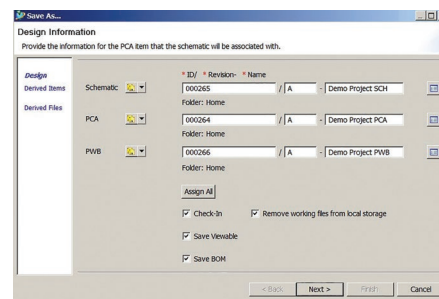 Save As...
Design Information
Provide the information for the PCA item that the schematic will be associated with.
Design
Derived Items
Derived Files
* ID/ * Revision- * Name
Schematic 000265 / A - Demo Project SCH
Folder: Home
PCA 000264 / A - Demo Project PCA
Folder: Home
PWB 000266 / A - Demo Project PWB
Folder: Home
Assign All
Check-In Remove working files from local storage
Save Viewable
Save BOM
< Back Next > Finish Cancel